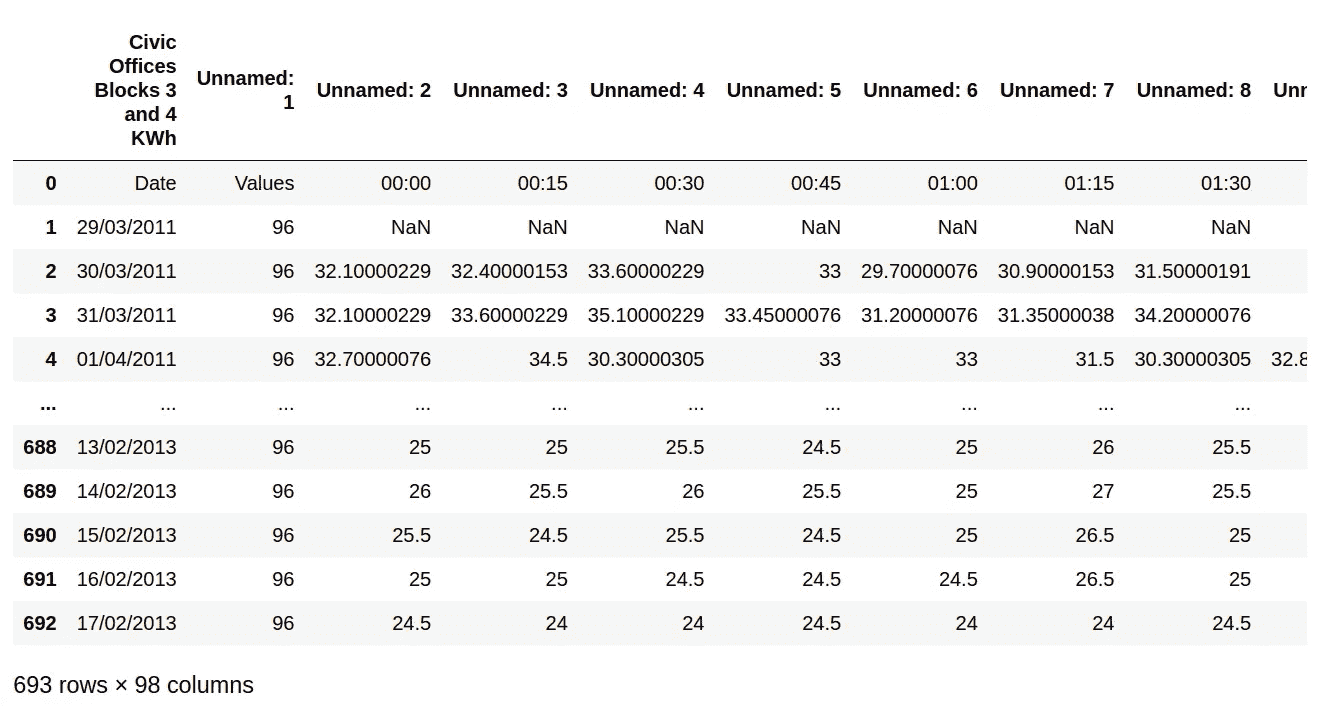 Civic Offices Blocks 3 and 4 KWh Unnamed: 1 Unnamed: 2 Unnamed: 3 Unnamed: 4 Unnamed: 5 Unnamed: 6 Unnamed: 7 Unnamed: 8
0 Date Values 00:00 00:15 00:30 00:45 01:00 01:15 01:30
1 29/03/2011 96 NaN NaN NaN NaN NaN NaN NaN
2 30/03/2011 96 32.10000229 32.40000153 33.60000229 33 29.70000076 30.90000153 31.50000191
3 31/03/2011 96 32.10000229 33.60000229 35.10000229 33.45000076 31.20000076 31.35000038 34.20000076
4 01/04/2011 96 32.70000076 34.5 30.30000305 33 33 31.5 30.30000305
... ... ... ... ... ... ... ... ... ...
688 13/02/2013 96 25 25 25.5 24.5 25 26 25.5
689 14/02/2013 96 26 25.5 26 25.5 25 27 25.5
690 15/02/2013 96 25.5 24.5 25.5 24.5 25 26.5 25
691 16/02/2013 96 25 25 24.5 24.5 24.5 26.5 25
692 17/02/2013 96 24.5 24 24 24.5 24 24 24.5
693 rows × 98 columns